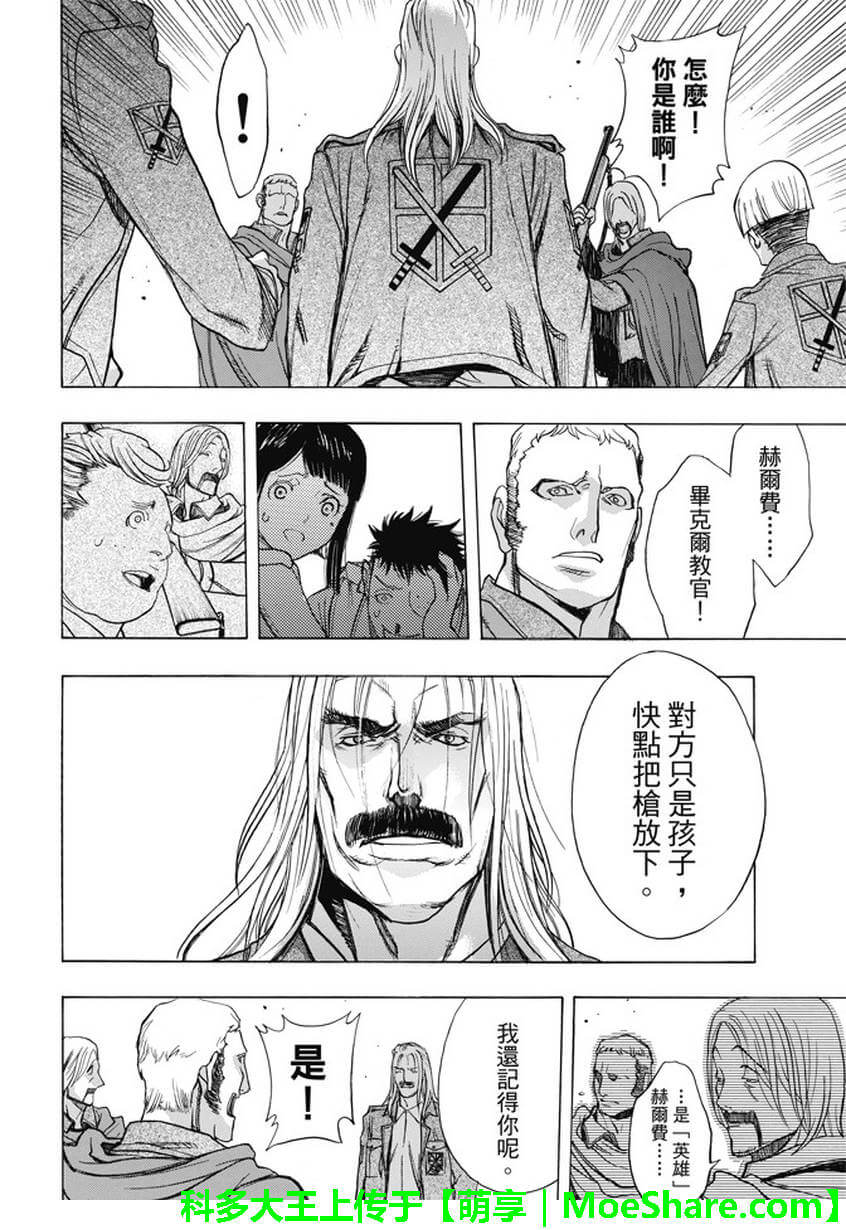 怎麼！
你是誰啊！
！
赫爾費……
畢克爾教官！
對方只是孩子，
快點把槍放下。
…是「英雄」
赫爾費……
我還記得你呢。
是！
科多大王上传于【萌享｜MoeShare.com】